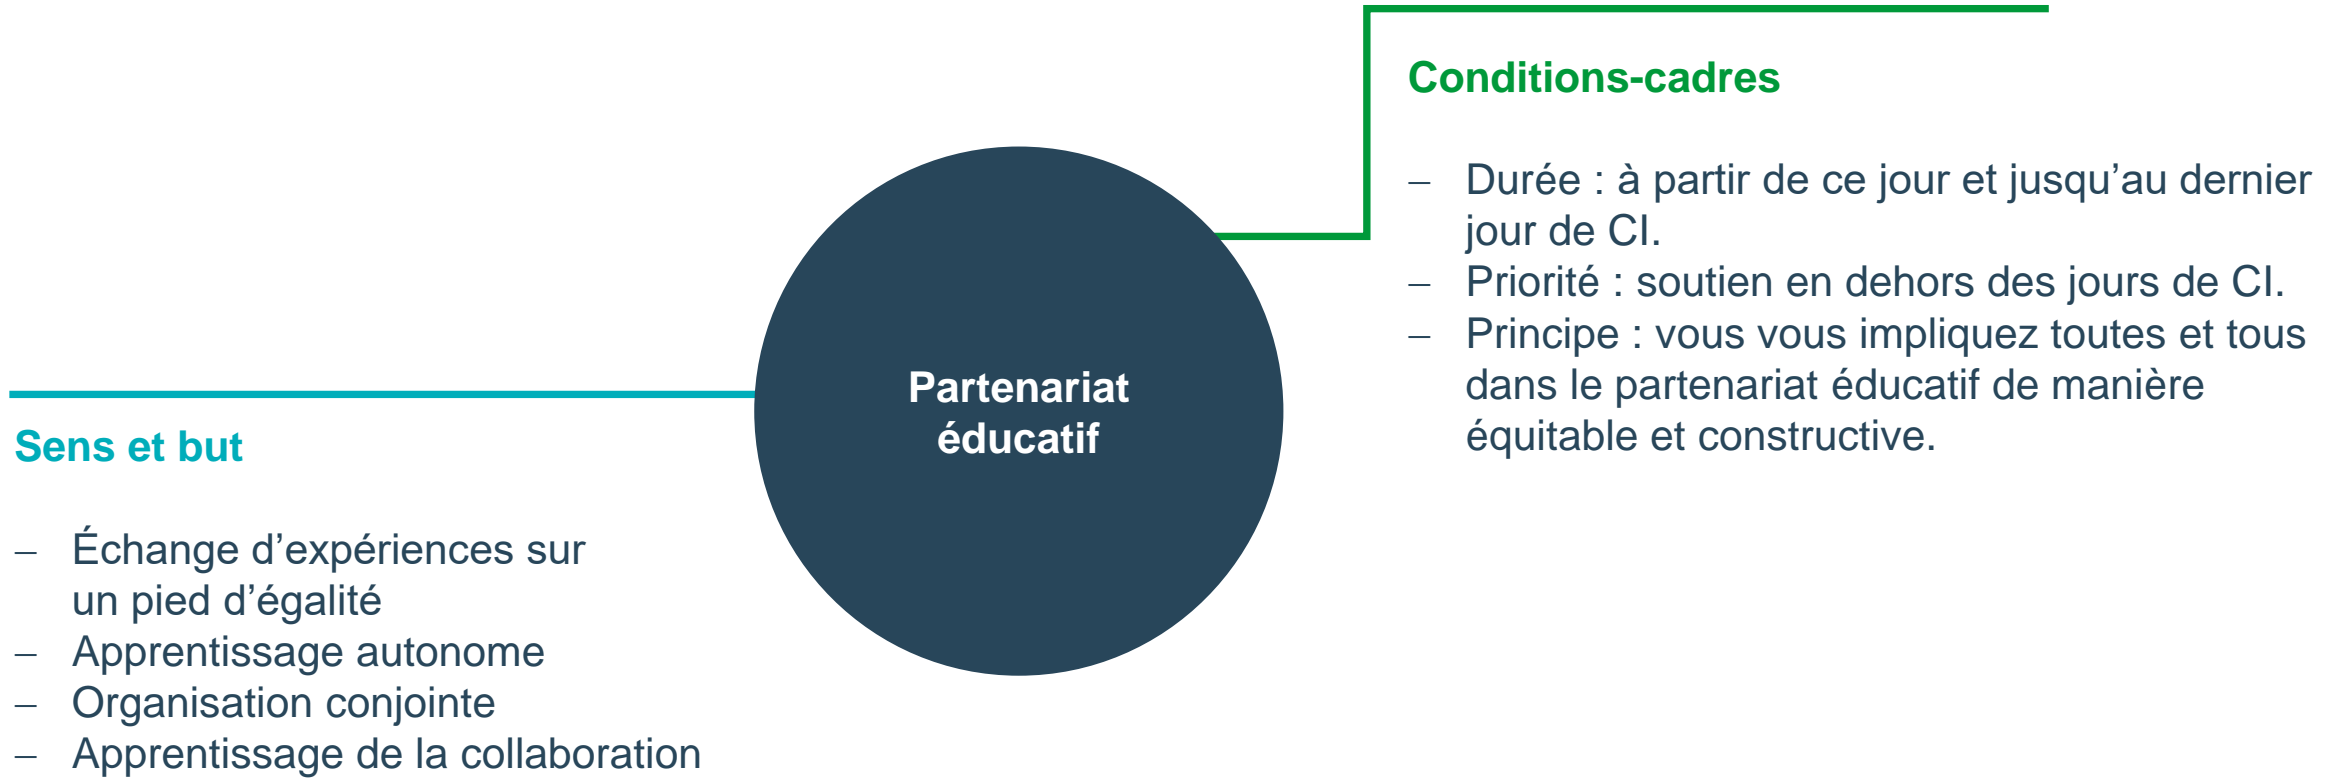 Conditions-cadres
– Durée : à partir de ce jour et jusqu’au dernier
jour de CI.
– Priorité : soutien en dehors des jours de CI.
– Principe : vous vous impliquez toutes et tous
dans le partenariat éducatif de manière
équitable et constructive.
Partenariat
éducatif
Sens et but
– Échange d’expériences sur
un pied d’égalité
– Apprentissage autonome
– Organisation conjointe
– Apprentissage de la collaboration